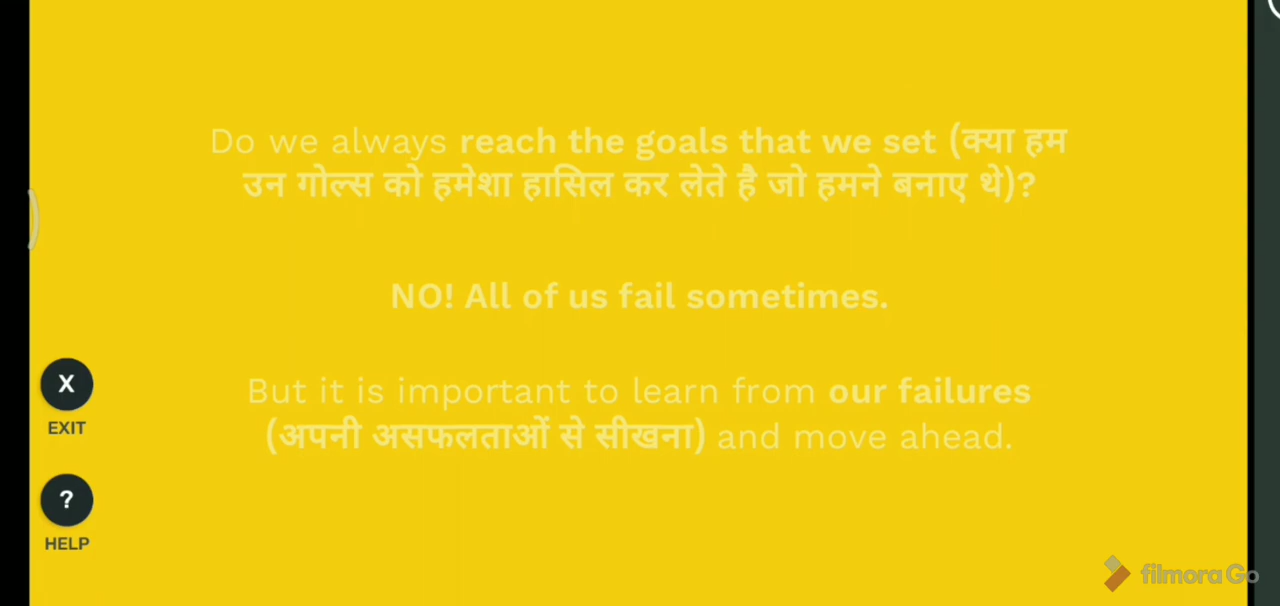 Do we always reach the goals that we set (क्या हम
उन गोल्स को हमेशा हासिल कर लेते है जो हमने बनाए थे)?
NO! All of us fail sometimes.
But it is important to learn from our failures
(अपनी असफलताओं से सीखना) and move ahead.
X
EXIT
?
HELP
filmoraGo